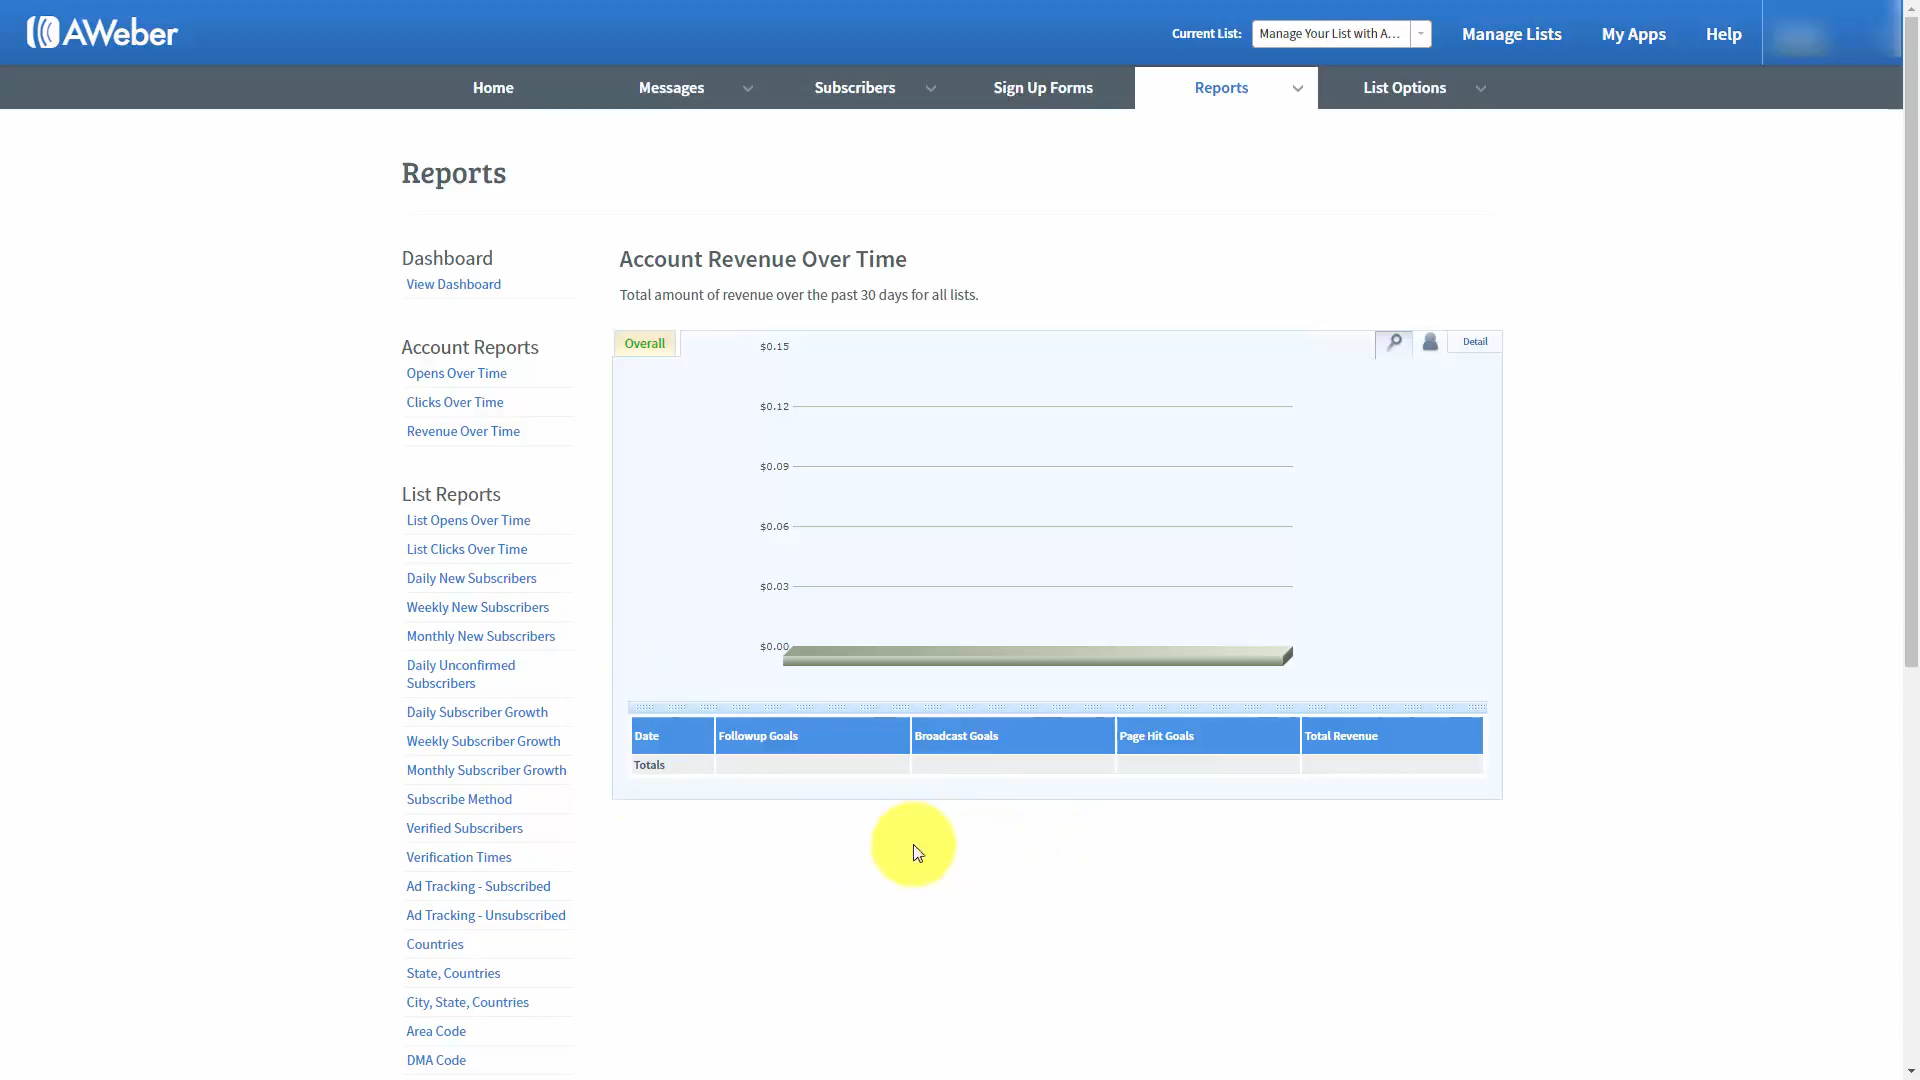 AWeber
Current List:
Manage Your List with A...
Manage Lists
My Apps
Help
Home
Messages
Subscribers
Sign Up Forms
Reports
List Options
Reports
Dashboard
View Dashboard
Account Reports
Opens Over Time
Clicks Over Time
Revenue Over Time
List Reports
List Opens Over Time
List Clicks Over Time
Daily New Subscribers
Weekly New Subscribers
Monthly New Subscribers
Daily Unconfirmed
Subscribers
Daily Subscriber Growth
Weekly Subscriber Growth
Monthly Subscriber Growth
Subscribe Method
Verified Subscribers
Verification Times
Ad Tracking - Subscribed
Ad Tracking - Unsubscribed
Countries
State, Countries
City, State, Countries
Area Code
DMA Code
Account Revenue Over Time
Total amount of revenue over the past 30 days for all lists.
Overall
Detail
$0.15
$0.12
$0.09
$0.06
$0.03
$0.00
Date Followup Goals Broadcast Goals Page Hit Goals Total Revenue
Totals